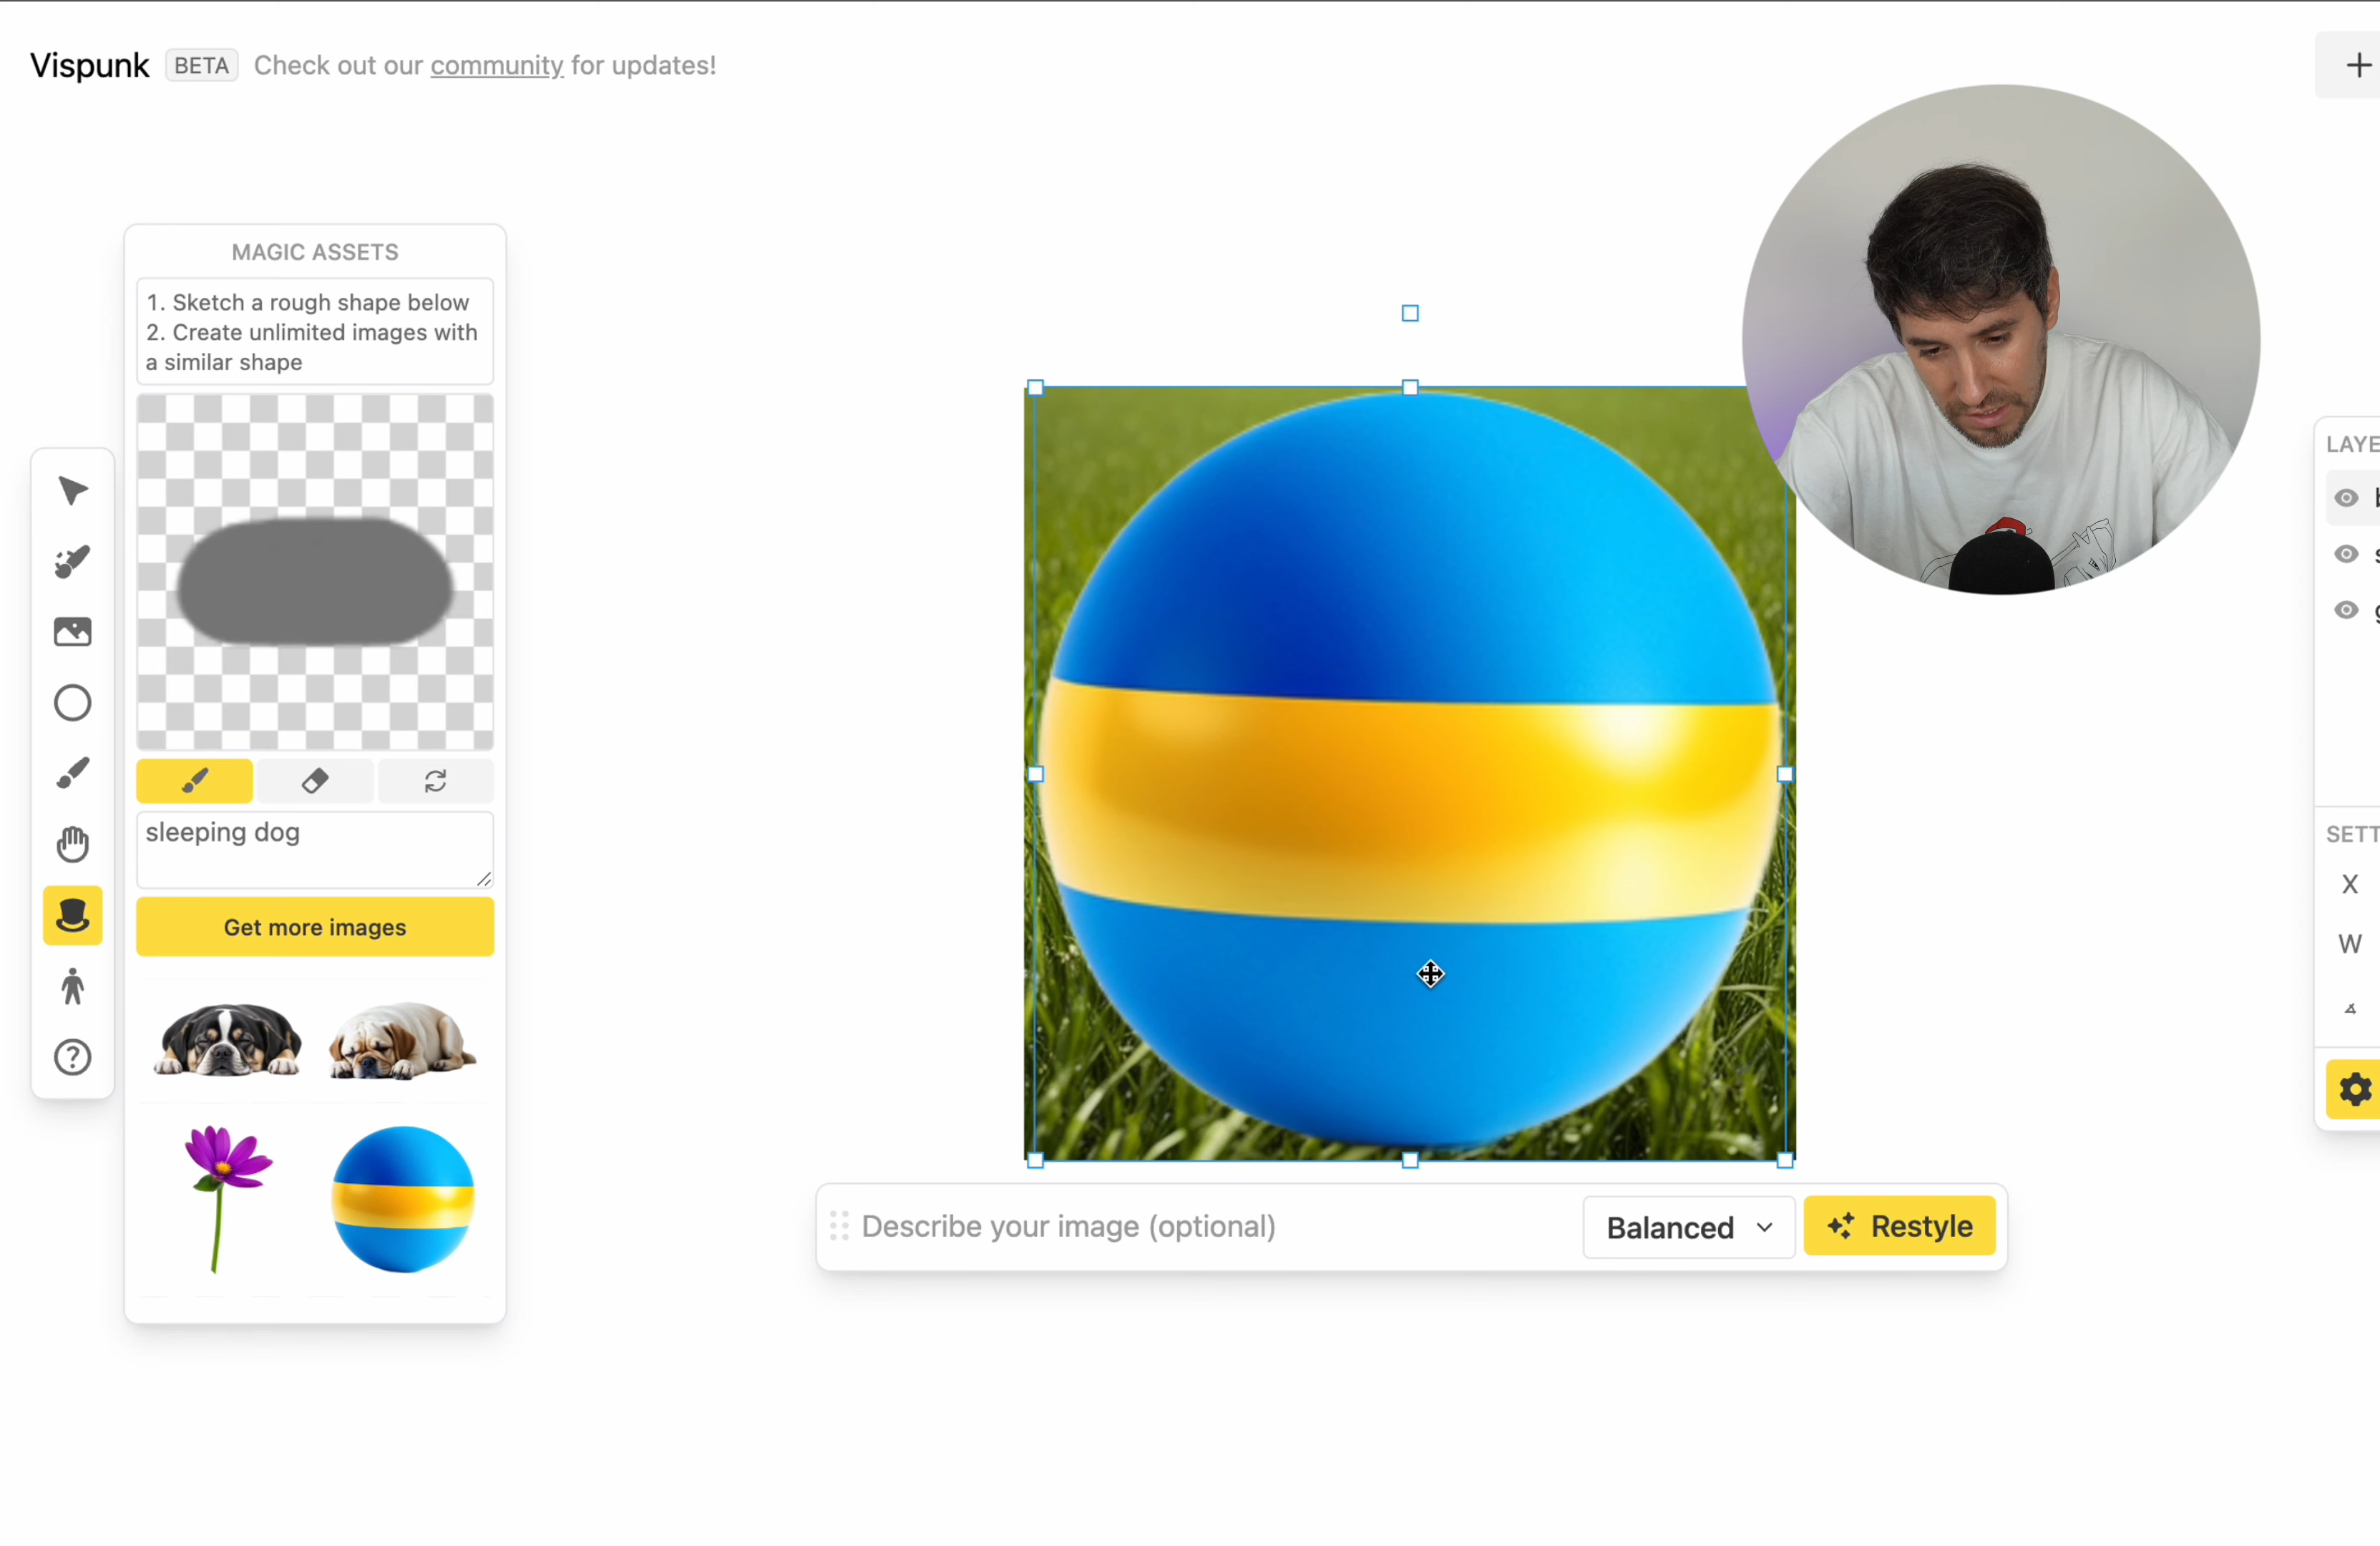 Vispunk BETA Check out our community for updates!
MAGIC ASSETS
1. Sketch a rough shape below
2. Create unlimited images with
a similar shape
sleeping dog
Get more images
Describe your image (optional)
Balanced
Restyle
LAYE
SETT
X
W